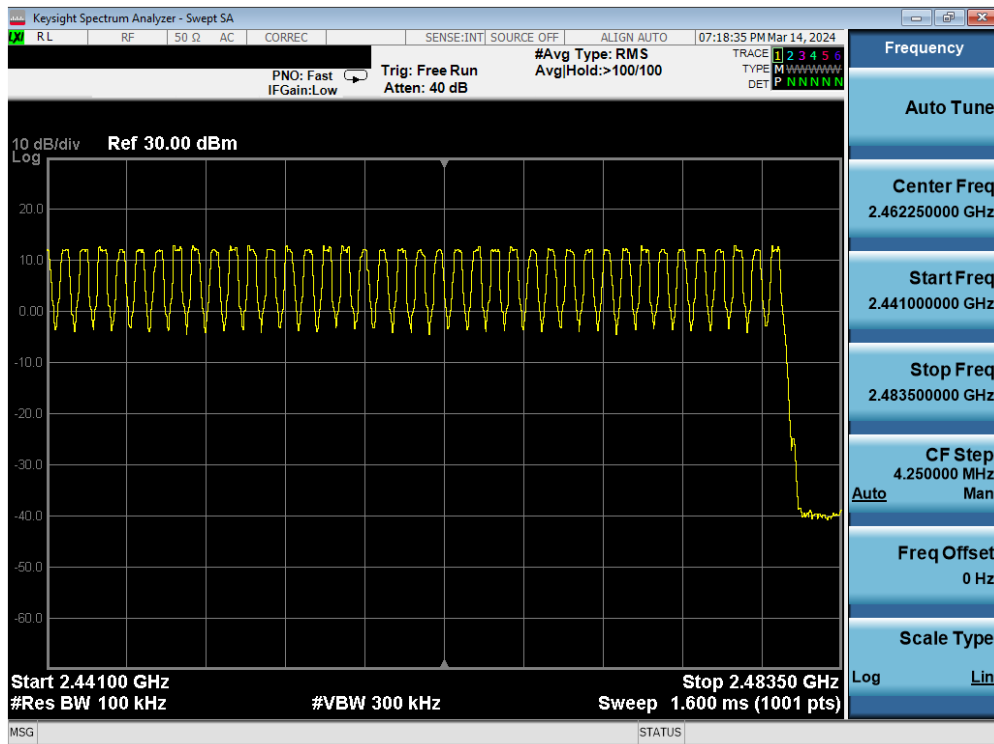 Keysight Spectrum Analyzer - Swept SA
LXI RL RF 50 Ω AC CORREC SENSE:INT SOURCE OFF ALIGN AUTO 07:18:35 PM Mar 14, 2024
#Avg Type: RMS TRACE 1 2 3 4 5 6
PNO: Fast Trig: Free Run Avg|Hold:>100/100 TYPE M WWWWW
IFGain:Low Atten: 40 dB DET P N N N N N
Frequency
Auto Tune
10 dB/div Ref 30.00 dBm
Log
20.0
10.0
0.00
-10.0
-20.0
-30.0
-40.0
-50.0
-60.0
Start 2.44100 GHz Stop 2.48350 GHz
#Res BW 100 kHz #VBW 300 kHz Sweep 1.600 ms (1001 pts)
Center Freq
2.462250000 GHz
Start Freq
2.441000000 GHz
Stop Freq
2.483500000 GHz
CF Step
4.250000 MHz
Auto Man
Freq Offset
0 Hz
Scale Type
Log Lin
MSG STATUS